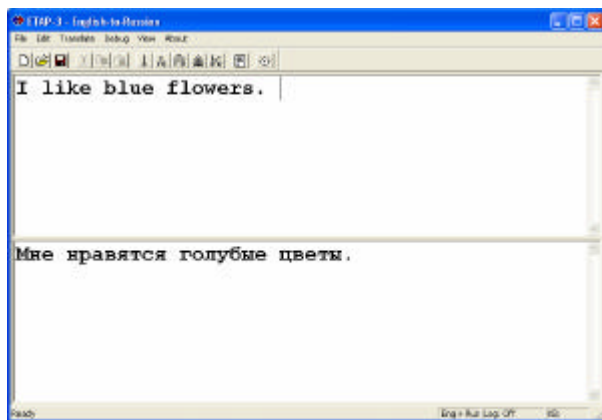 ETAP-3 - English-to-Russian
File Edit Translate Debug View About
I like blue flowers.
Мне нравятся голубые цветы.
Ready Eng > Rus Log: Off